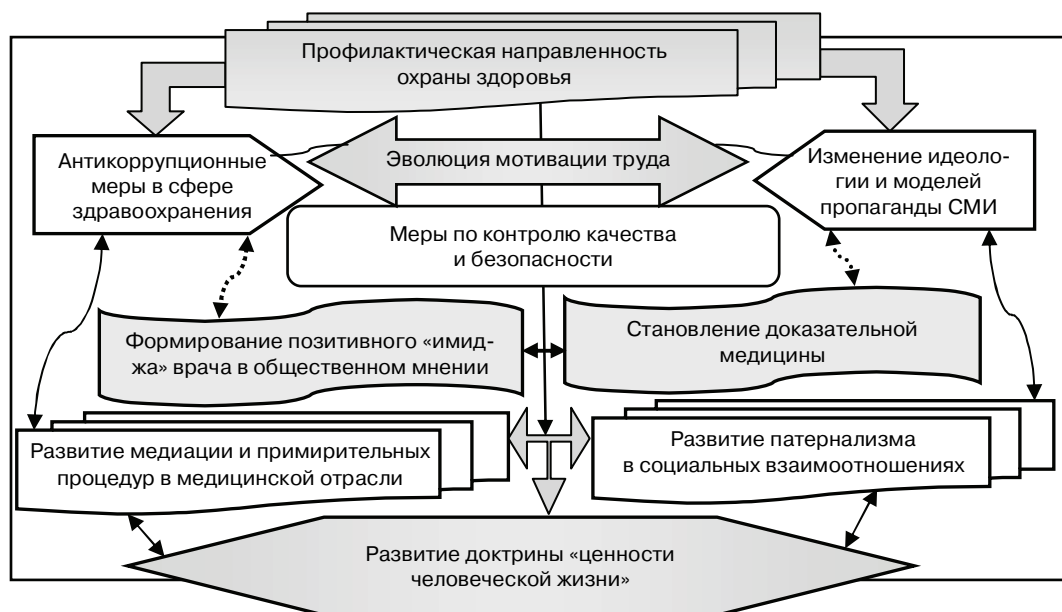 Профилактическая направленность
охраны здоровья
Антикоррупционные
меры в сфере
здравоохранения
Эволюция мотивации труда
Изменение идеоло-
гии и моделей
пропаганды СМИ
Меры по контролю качества
и безопасности
Формирование позитивного «имид-
жа» врача в общественном мнении
Становление доказательной
медицины
Развитие медиации и примирительных
процедур в медицинской отрасли
Развитие патернализма
в социальных взаимоотношениях
Развитие доктрины «ценности
человеческой жизни»